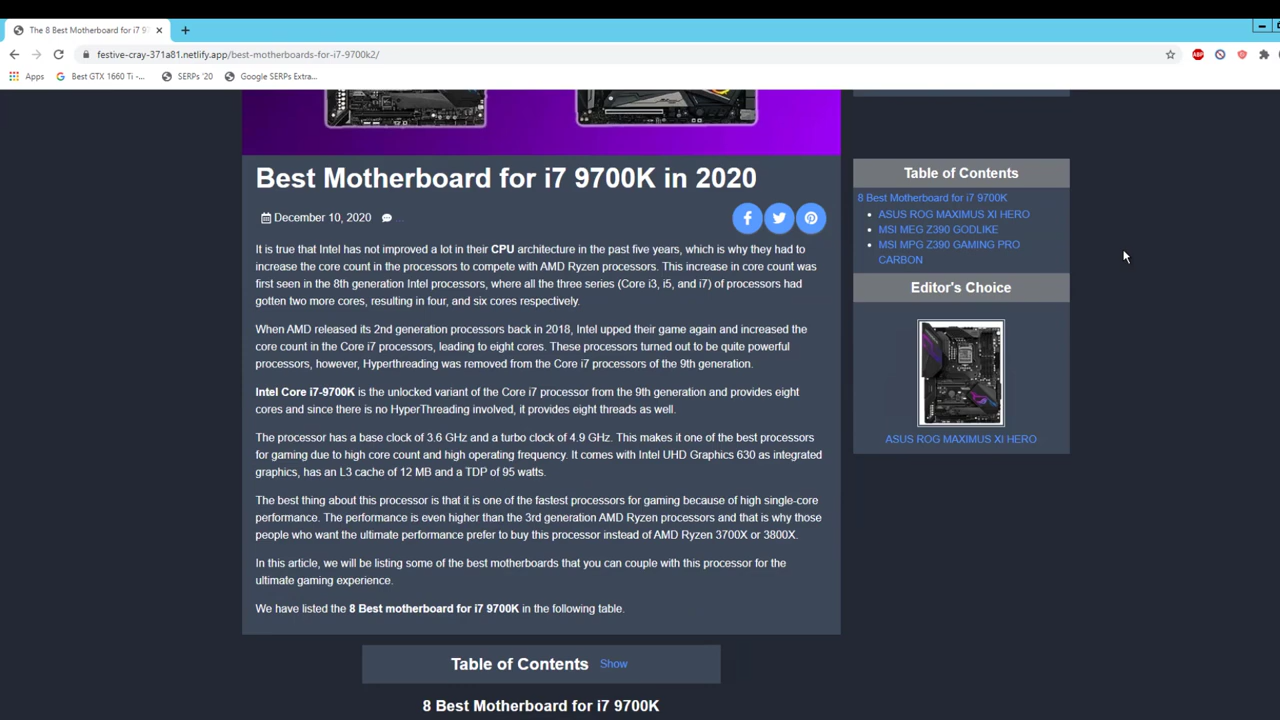 The 8 Best Motherboard for i7 9
festive-cray-371a81.netlify.app/best-motherboards-for-i7-9700k2/
ABP
Apps
Best GTX 1660 Ti -...
SERPs '20
Google SERPs Extra...
Best Motherboard for i7 9700K in 2020
December 10, 2020
It is true that Intel has not improved a lot in their CPU architecture in the past five years, which is why they had to
increase the core count in the processors to compete with AMD Ryzen processors. This increase in core count was
first seen in the 8th generation Intel processors, where all the three series (Core i3, i5, and i7) of processors had
gotten two more cores, resulting in four, and six cores respectively.
When AMD released its 2nd generation processors back in 2018, Intel upped their game again and increased the
core count in the Core i7 processors, leading to eight cores. These processors turned out to be quite powerful
processors, however, Hyperthreading was removed from the Core i7 processors of the 9th generation.
Intel Core i7-9700K is the unlocked variant of the Core i7 processor from the 9th generation and provides eight
cores and since there is no HyperThreading involved, it provides eight threads as well.
The processor has a base clock of 3.6 GHz and a turbo clock of 4.9 GHz. This makes it one of the best processors
for gaming due to high core count and high operating frequency. It comes with Intel UHD Graphics 630 as integrated
graphics, has an L3 cache of 12 MB and a TDP of 95 watts.
The best thing about this processor is that it is one of the fastest processors for gaming because of high single-core
performance. The performance is even higher than the 3rd generation AMD Ryzen processors and that is why those
people who want the ultimate performance prefer to buy this processor instead of AMD Ryzen 3700X or 3800X.
In this article, we will be listing some of the best motherboards that you can couple with this processor for the
ultimate gaming experience.
We have listed the 8 Best motherboard for i7 9700K in the following table.
Table of Contents Show
8 Best Motherboard for i7 9700K
Table of Contents
8 Best Motherboard for i7 9700K
ASUS ROG MAXIMUS XI HERO
MSI MEG Z390 GODLIKE
MSI MPG Z390 GAMING PRO
CARBON
Editor's Choice
ASUS ROG MAXIMUS XI HERO